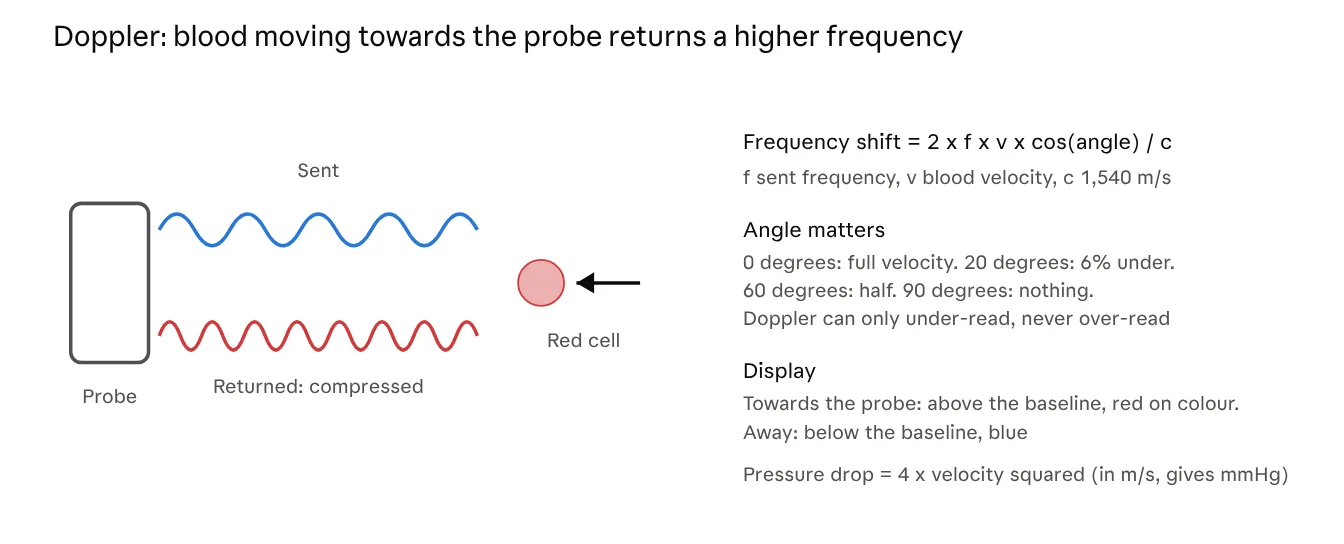 Doppler: blood moving towards the probe returns a higher frequency
Sent
Probe
Returned: compressed
Red cell
Frequency shift = 2 x f x v x cos(angle) / c
f sent frequency, v blood velocity, c 1,540 m/s
Angle matters
0 degrees: full velocity. 20 degrees: 6% under.
60 degrees: half. 90 degrees: nothing.
Doppler can only under-read, never over-read
Display
Towards the probe: above the baseline, red on colour.
Away: below the baseline, blue
Pressure drop = 4 x velocity squared (in m/s, gives mmHg)